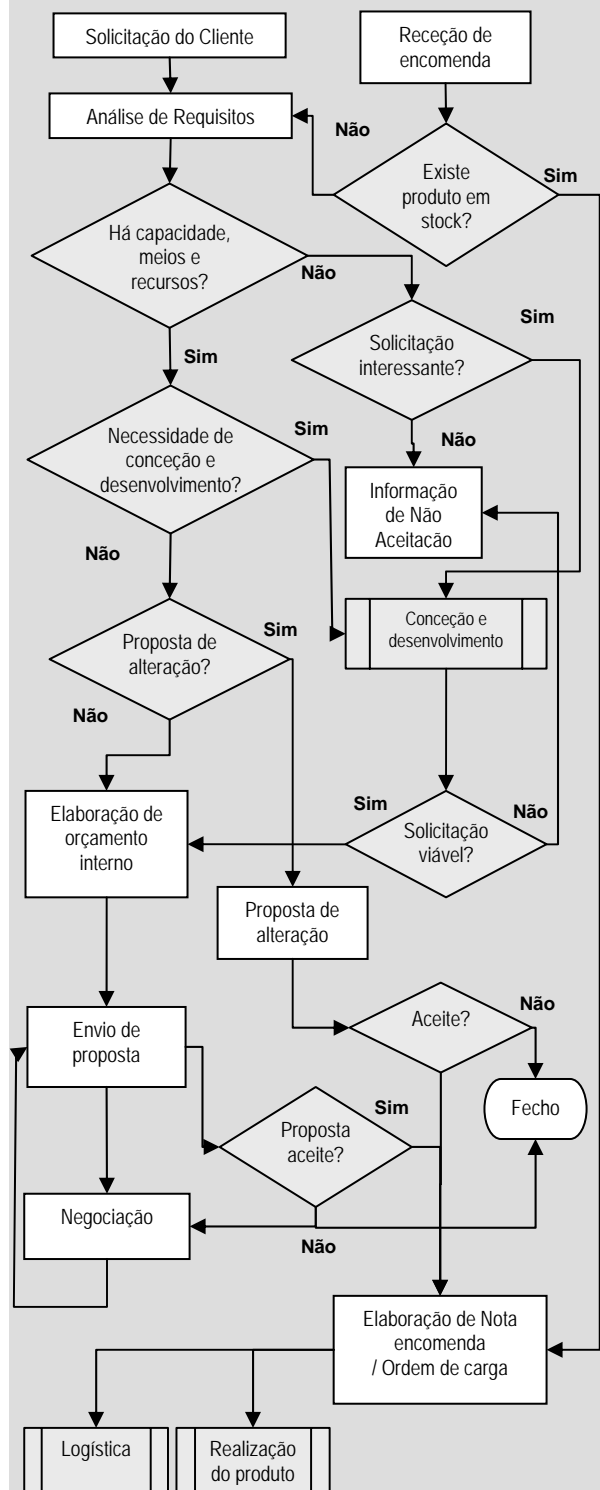 Solicitação do Cliente
Receção de
encomenda
Análise de Requisitos
Não
Existe
produto em
stock?
Sim
Há capacidade,
meios e
recursos?
Não
Sim
Solicitação
interessante?
Sim
Não
Necessidade de
conceção e
desenvolvimento?
Sim
Não
Informação
de Não
Aceitacão
Conceção e
desenvolvimento
Proposta de
alteração?
Sim
Não
Elaboração de
orçamento
interno
Sim
Solicitação
viável?
Não
Proposta de
alteração
Aceite?
Não
Envio de
proposta
Proposta
aceite?
Sim
Fecho
Negociação
Não
Elaboração de Nota
encomenda
/ Ordem de carga
Logística
Realização
do produto